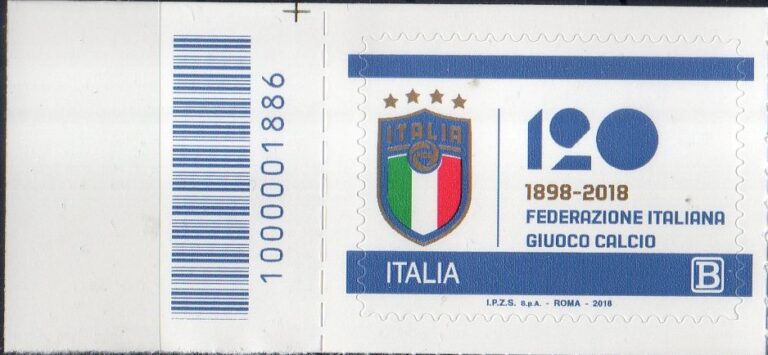 1000001886
ITALIA
120
1898-2018
FEDERAZIONE ITALIANA
GIUOCO CALCIO
ITALIA B
I.P.Z.S. S.p.A. - ROMA - 2018